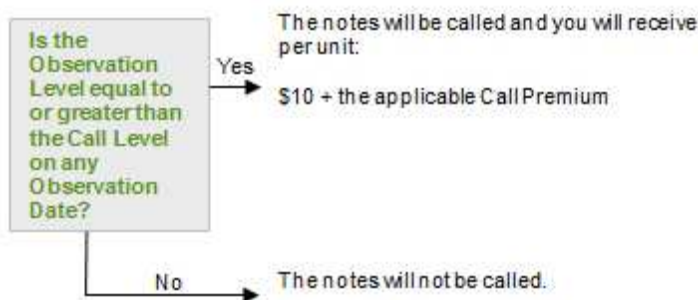 Is the
Observation
Level equal to
or greater than
the Call Level
on any
Observation
Date?
Yes
The notes will be called and you will receive
per unit:
$10 + the applicable Call Premium
No
The notes will not be called.